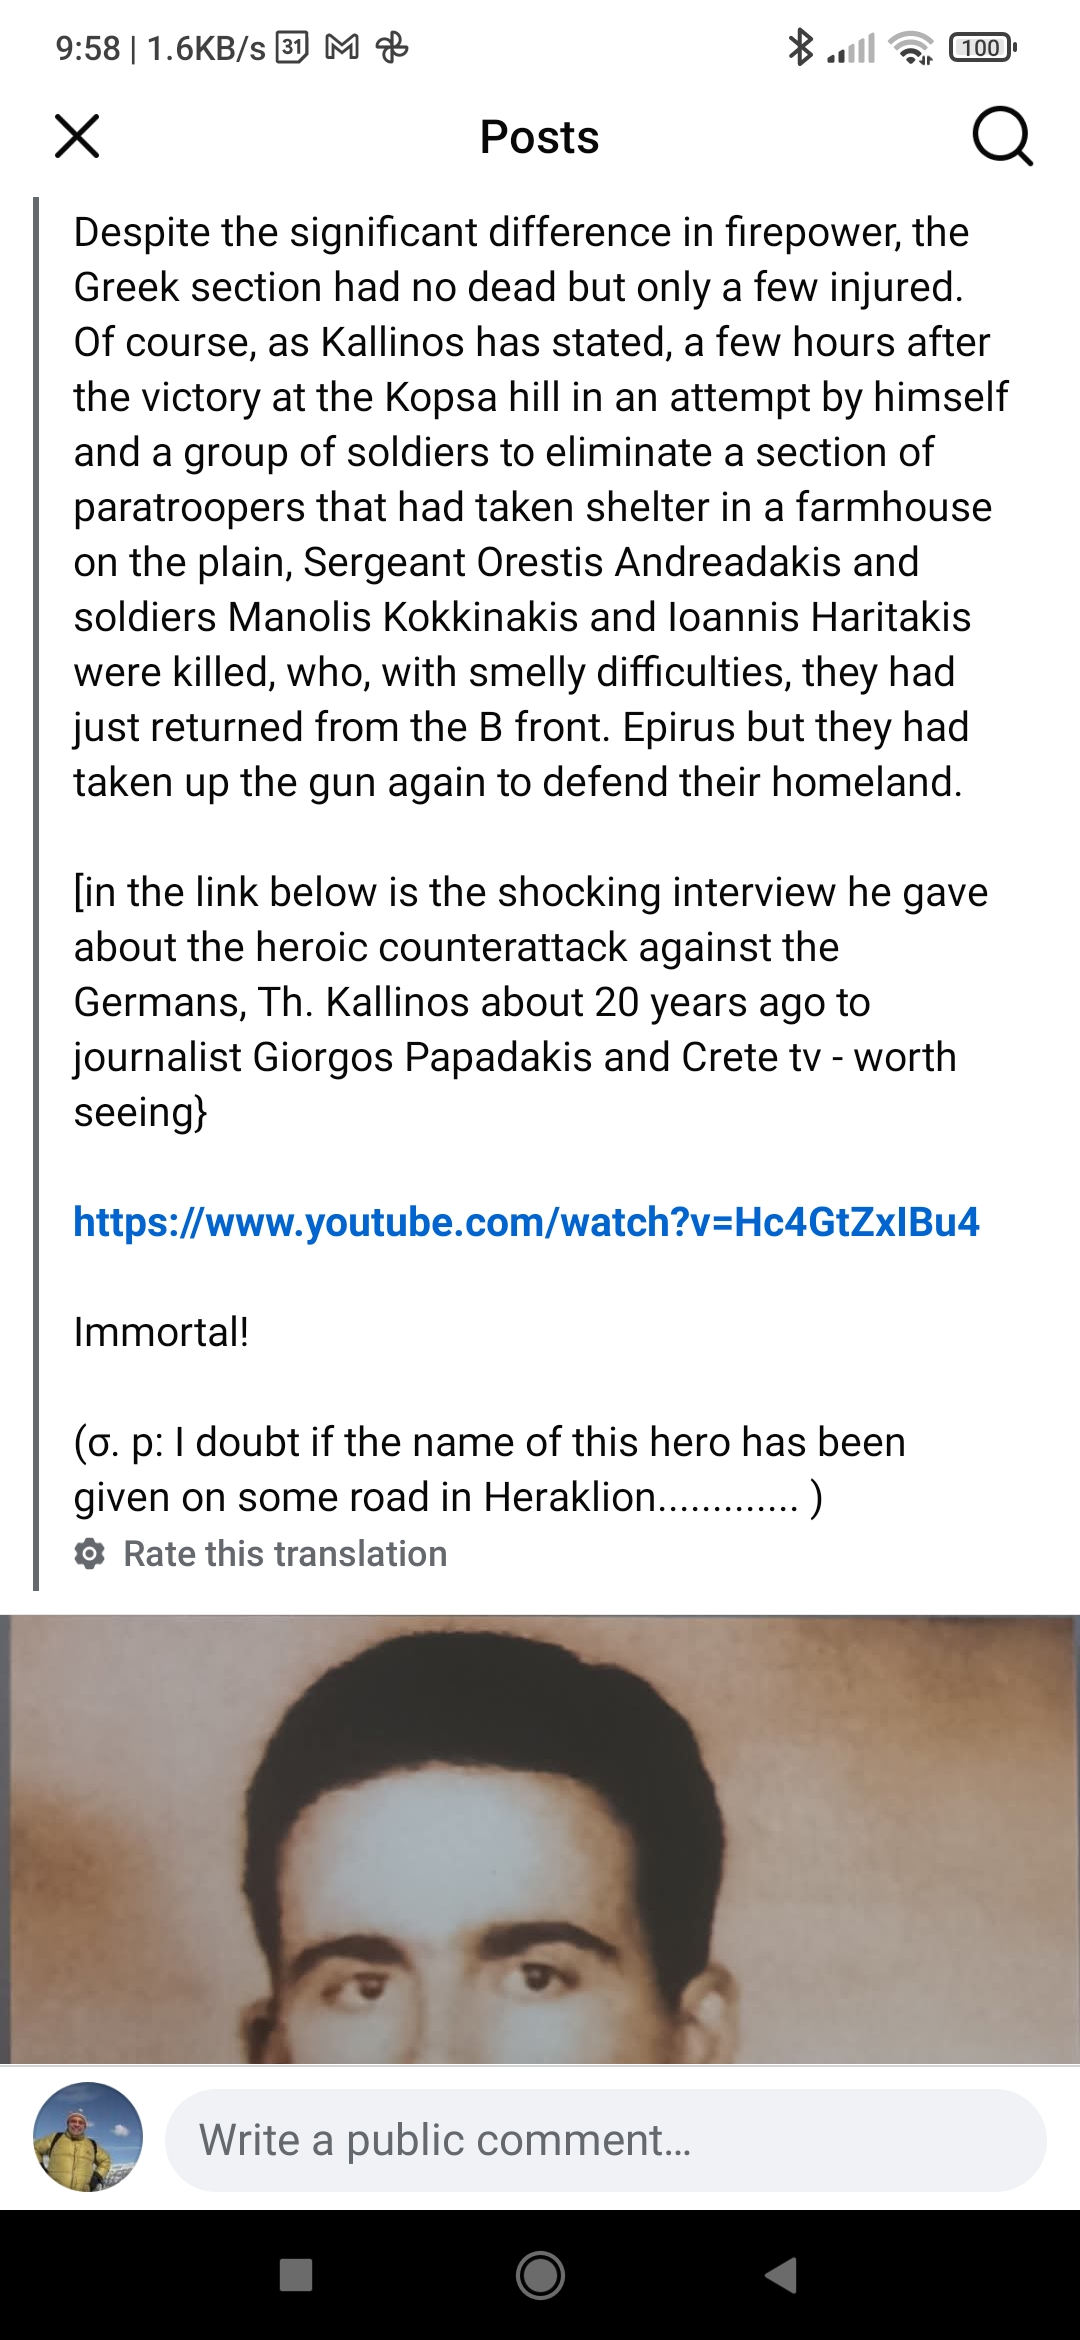 9:58 | 1.6KB/s 31 100
Posts
Despite the significant difference in firepower, the
Greek section had no dead but only a few injured.
Of course, as Kallinos has stated, a few hours after
the victory at the Kopsa hill in an attempt by himself
and a group of soldiers to eliminate a section of
paratroopers that had taken shelter in a farmhouse
on the plain, Sergeant Orestis Andreadakis and
soldiers Manolis Kokkinakis and Ioannis Haritakis
were killed, who, with smelly difficulties, they had
just returned from the B front. Epirus but they had
taken up the gun again to defend their homeland.
[in the link below is the shocking interview he gave
about the heroic counterattack against the
Germans, Th. Kallinos about 20 years ago to
journalist Giorgos Papadakis and Crete tv - worth
seeing}
https://www.youtube.com/watch?v=Hc4GtZxIBu4
Immortal!
(σ. p: I doubt if the name of this hero has been
given on some road in Heraklion............. )
Rate this translation
Write a public comment...